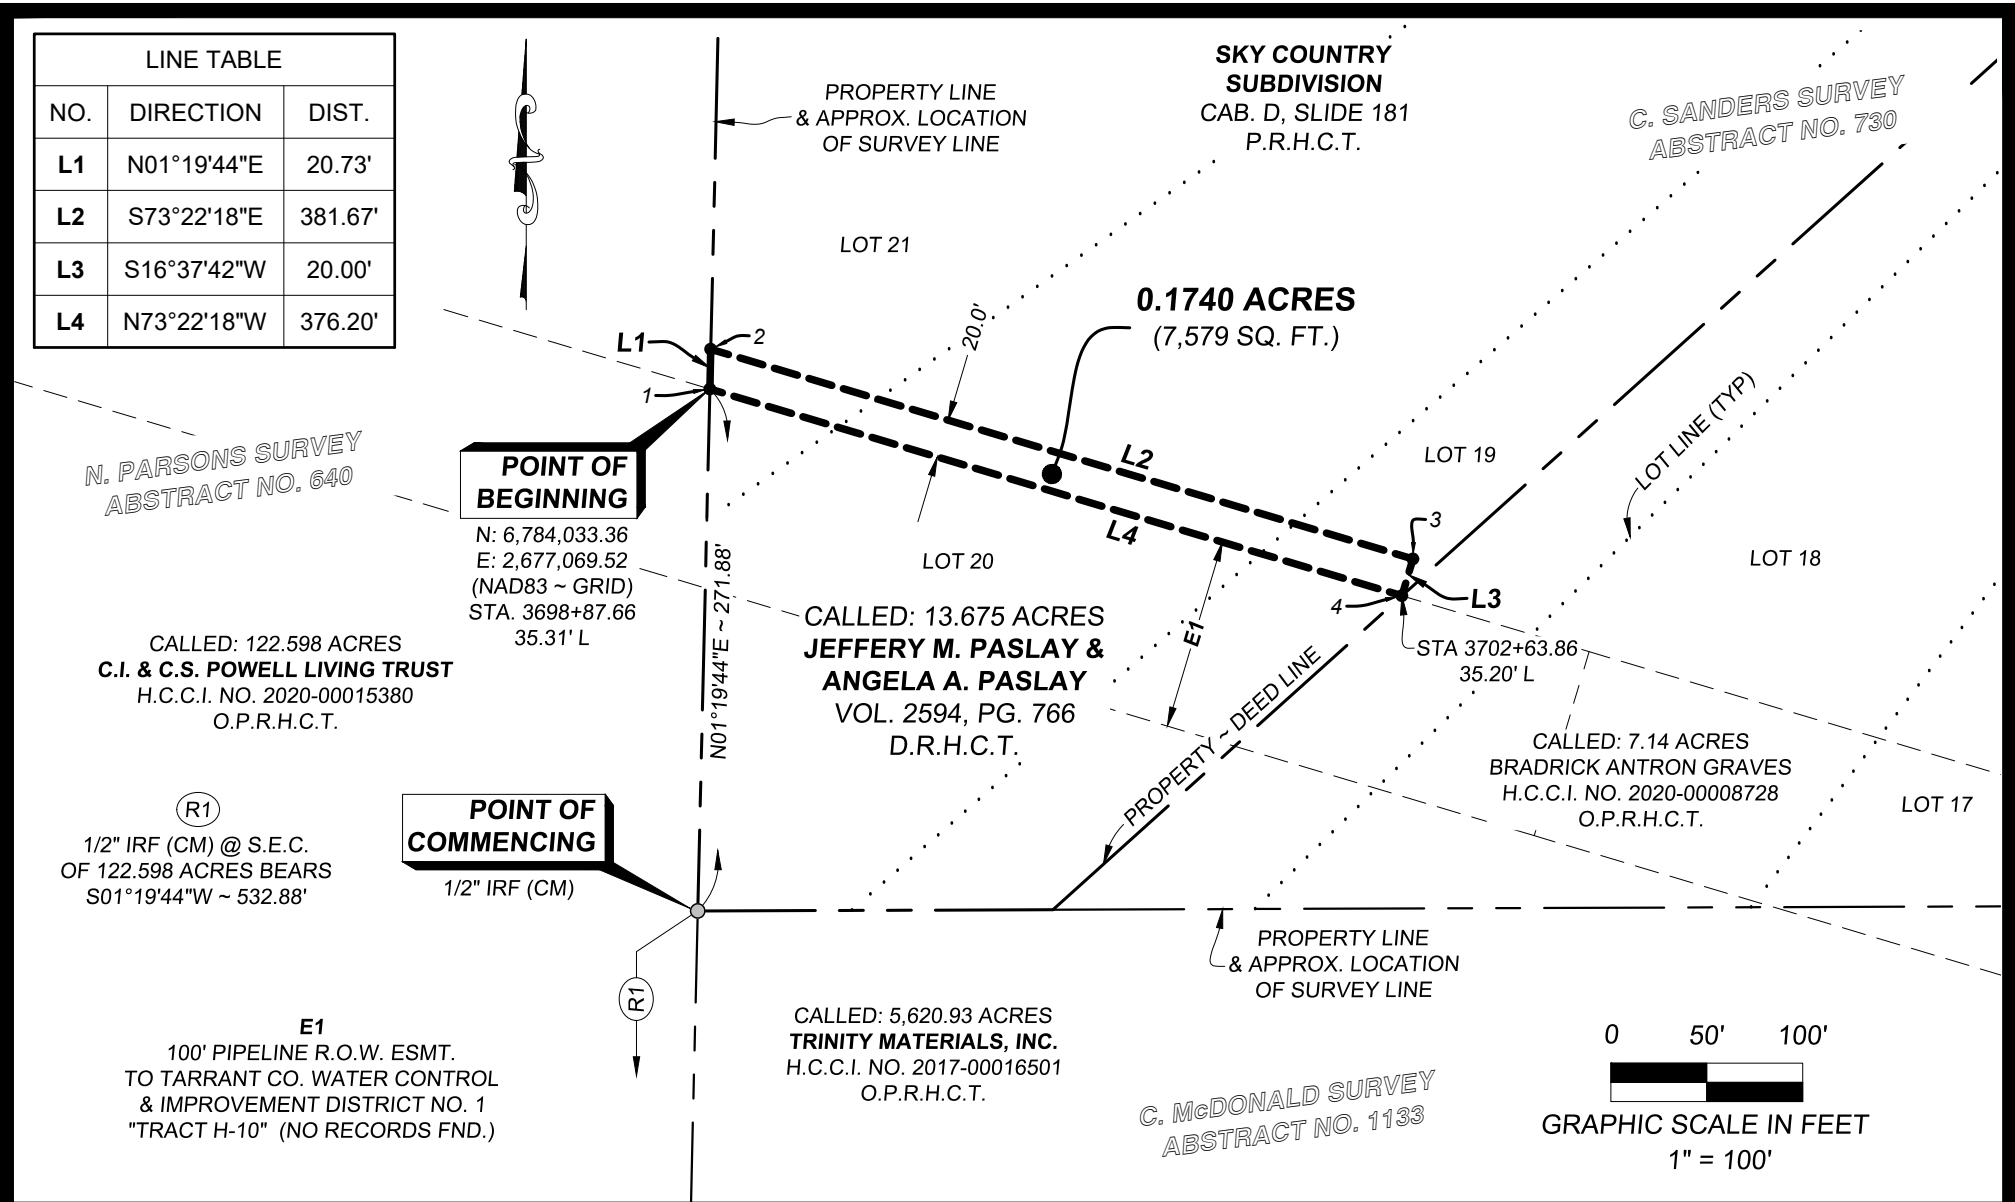 LINE TABLE
NO. DIRECTION DIST.
L1 N01°19'44"E 20.73'
L2 S73°22'18"E 381.67'
L3 S16°37'42"W 20.00'
L4 N73°22'18"W 376.20'
PROPERTY LINE
& APPROX. LOCATION
OF SURVEY LINE
SKY COUNTRY
SUBDIVISION
CAB. D, SLIDE 181
P.R.H.C.T.
C. SANDERS SURVEY
ABSTRACT NO. 730
LOT 21
0.1740 ACRES
(7,579 SQ. FT.)
20.0'
L1
2
1
N. PARSONS SURVEY
ABSTRACT NO. 640
POINT OF
BEGINNING
N: 6,784,033.36
E: 2,677,069.52
(NAD83 ~ GRID)
STA. 3698+87.66
35.31' L
L2
L4
LOT 19
LOT LINE (TYP)
3
LOT 18
LOT 20
4
L3
STA 3702+63.86
35.20' L
E1
N01°19'44"E ~ 271.88'
CALLED: 13.675 ACRES
JEFFERY M. PASLAY &
ANGELA A. PASLAY
VOL. 2594, PG. 766
D.R.H.C.T.
CALLED: 122.598 ACRES
C.I. & C.S. POWELL LIVING TRUST
H.C.C.I. NO. 2020-00015380
O.P.R.H.C.T.
PROPERTY ~ DEED LINE
CALLED: 7.14 ACRES
BRADRICK ANTRON GRAVES
H.C.C.I. NO. 2020-00008728
O.P.R.H.C.T.
LOT 17
R1
1/2" IRF (CM) @ S.E.C.
OF 122.598 ACRES BEARS
S01°19'44"W ~ 532.88'
POINT OF
COMMENCING
1/2" IRF (CM)
R1
PROPERTY LINE
& APPROX. LOCATION
OF SURVEY LINE
E1
100' PIPELINE R.O.W. ESMT.
TO TARRANT CO. WATER CONTROL
& IMPROVEMENT DISTRICT NO. 1
"TRACT H-10" (NO RECORDS FND.)
CALLED: 5,620.93 ACRES
TRINITY MATERIALS, INC.
H.C.C.I. NO. 2017-00016501
O.P.R.H.C.T.
C. McDONALD SURVEY
ABSTRACT NO. 1133
0 50' 100'
GRAPHIC SCALE IN FEET
1" = 100'